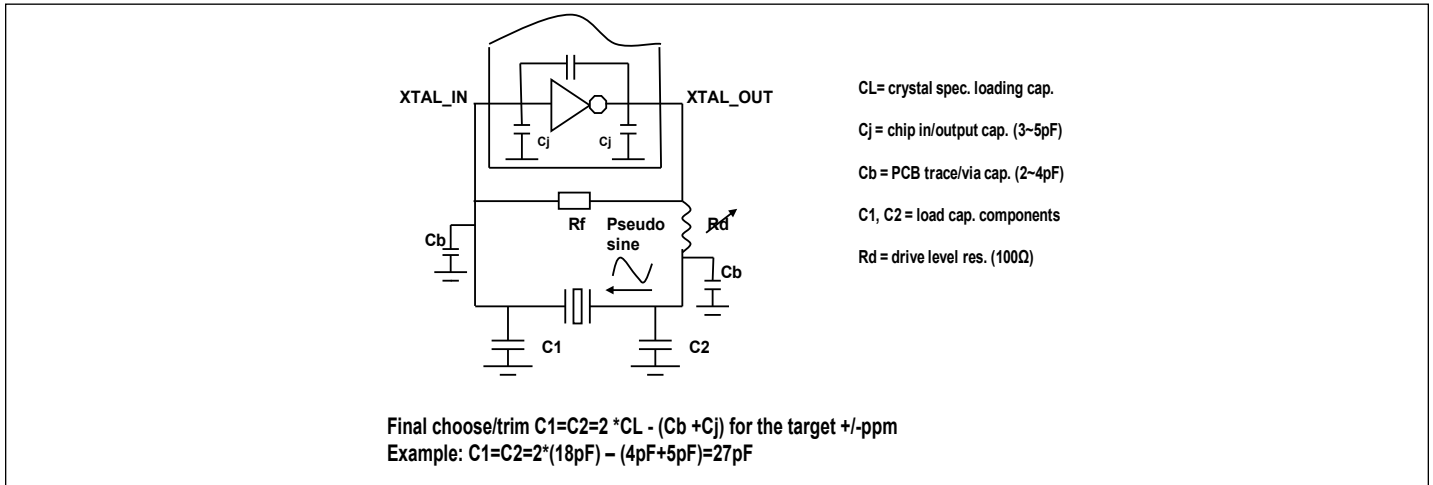 XTAL_IN
XTAL_OUT
Cj
Cj
CL= crystal spec. loading cap.
Cj = chip in/output cap. (3~5pF)
Cb = PCB trace/via cap. (2~4pF)
C1, C2 = load cap. components
Rd = drive level res. (100Ω)
Rf
Pseudo
sine
Rd
Cb
Cb
C1
C2
Final choose/trim C1=C2=2 *CL - (Cb +Cj) for the target +/-ppm
Example: C1=C2=2*(18pF) – (4pF+5pF)=27pF